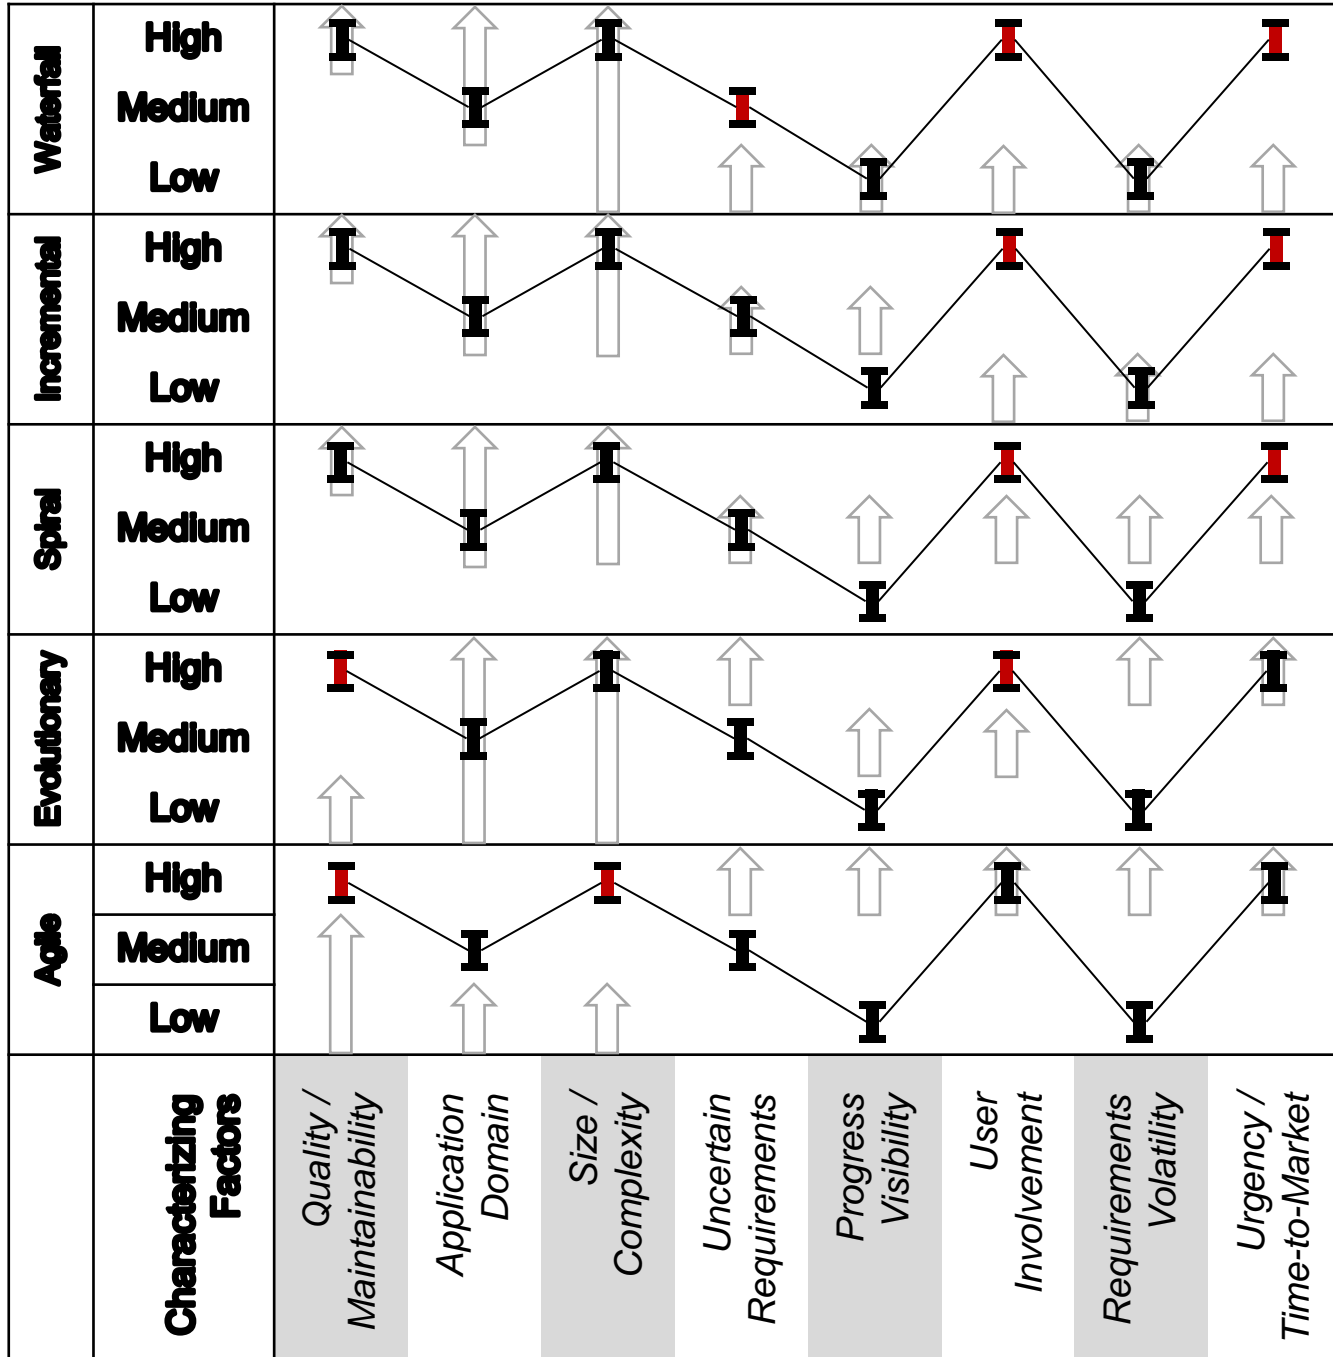 Waterfall
High
Medium
Low
Incremental
High
Medium
Low
Spiral
High
Medium
Low
Evolutionary
High
Medium
Low
Agile
High
Medium
Low
Characterizing
Factors
Quality /
Maintainability
Application
Domain
Size /
Complexity
Uncertain
Requirements
Progress
Visibility
User
Involvement
Requirements
Volatility
Urgency /
Time-to-Market